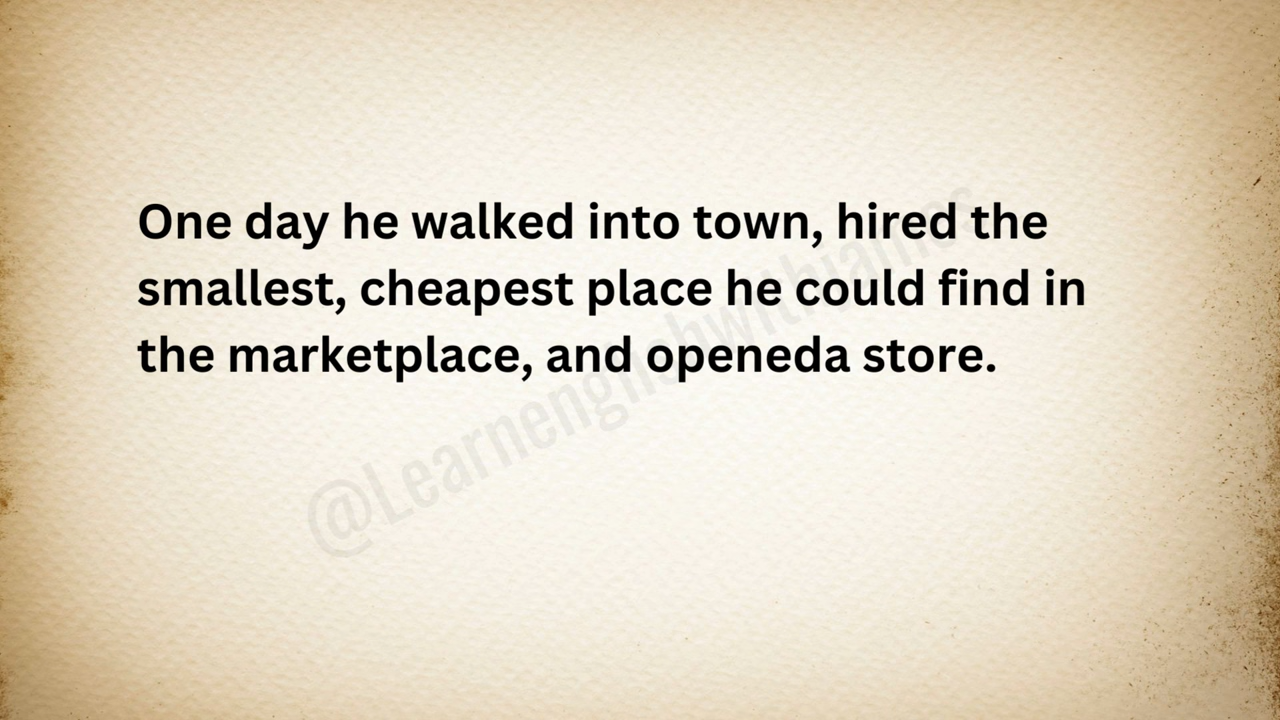 One day he walked into town, hired the
smallest, cheapest place he could find in
the marketplace, and openeda store.